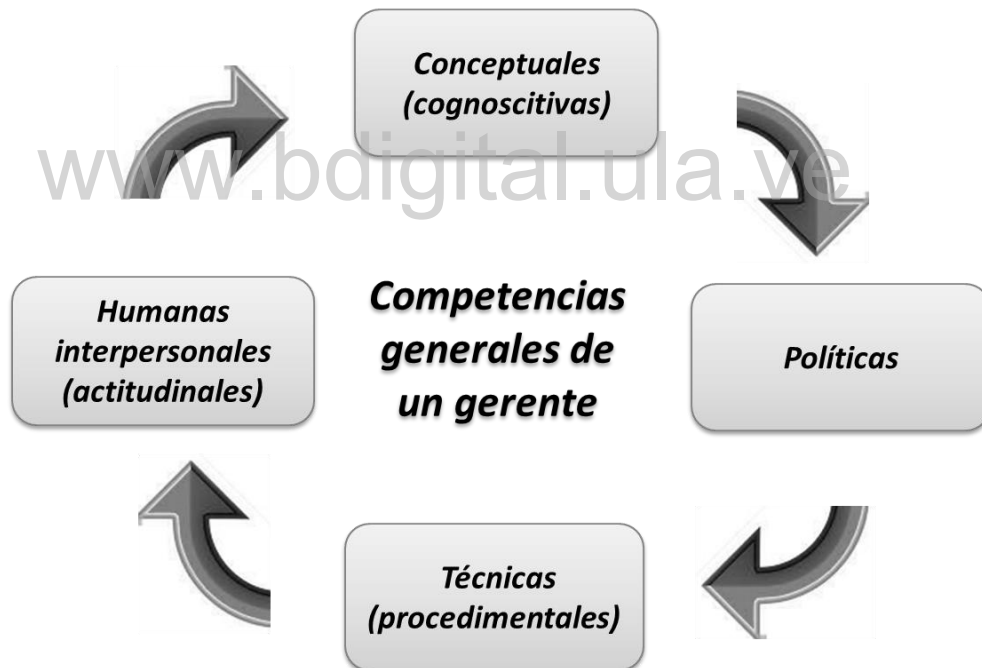 Conceptuales
(cognoscitivas)
www.bdigital.ula.ve
Humanas
interpersonales
(actitudinales)
Competencias
generales de
un gerente
Políticas
Técnicas
(procedimentales)